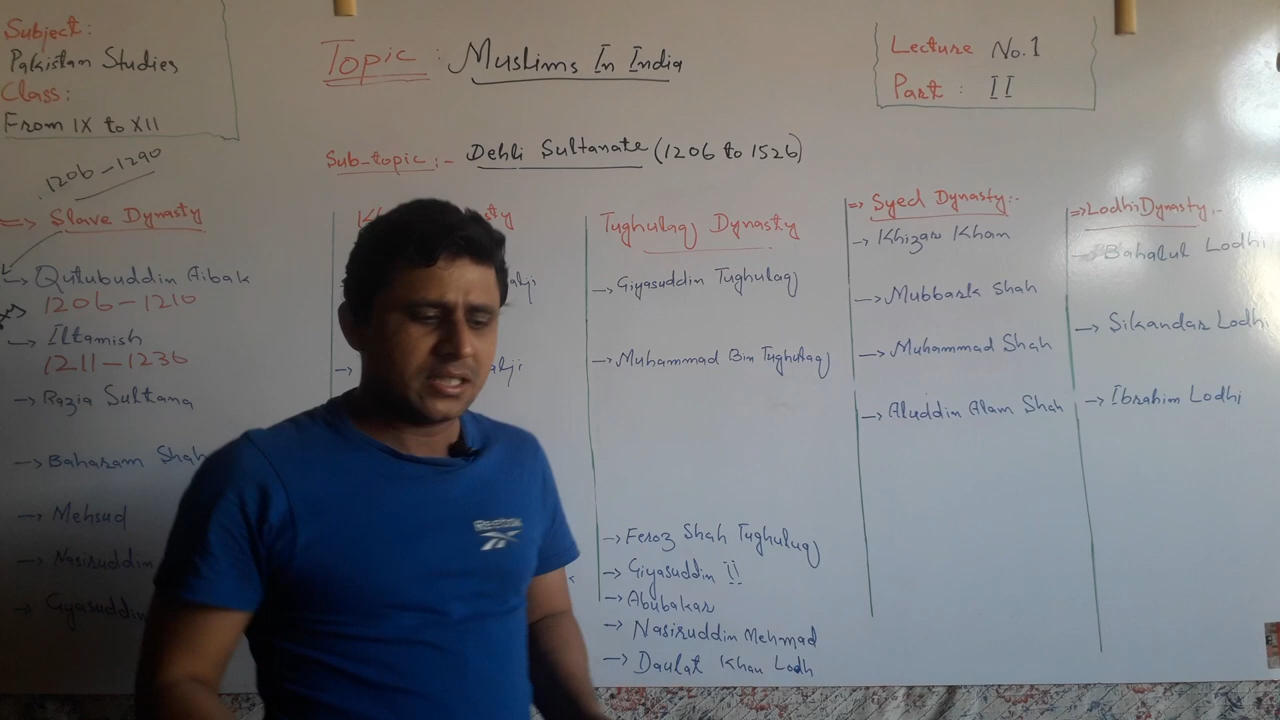 Subject:
Pakistan Studies
Class:
From IX to XII
Topic : Muslims In India
Lecture No.1
Part : II
Sub-topic :- Dehli Sultanate (1206 to 1526)
1206-1290
=> Slave Dynasty
-> Qutubuddin Aibak
1206-1210
-> Iltamish
1211-1236
-> Razia Sultana
-> Baharam Shah
-> Mehsud
-> Nasiruddin
-> Gyasuddin
Tughulaq Dynasty
-> Giyasuddin Tughulaq
-> Muhammad Bin Tughulaq
-> Feroz Shah Tughulaq
-> Giyasuddin II
-> Abubakar
-> Nasiruddin Mehmad
-> Daulat Khan Lodh
=> Syed Dynasty:-
-> Khizar Khan
-> Mubbark Shah
-> Muhammad Shah
-> Aluddin Alam Shah
=> Lodhi Dynasty:-
-> Bahalul Lodhi
-> Sikandar Lodhi
-> Ibrahim Lodhi
Reebok